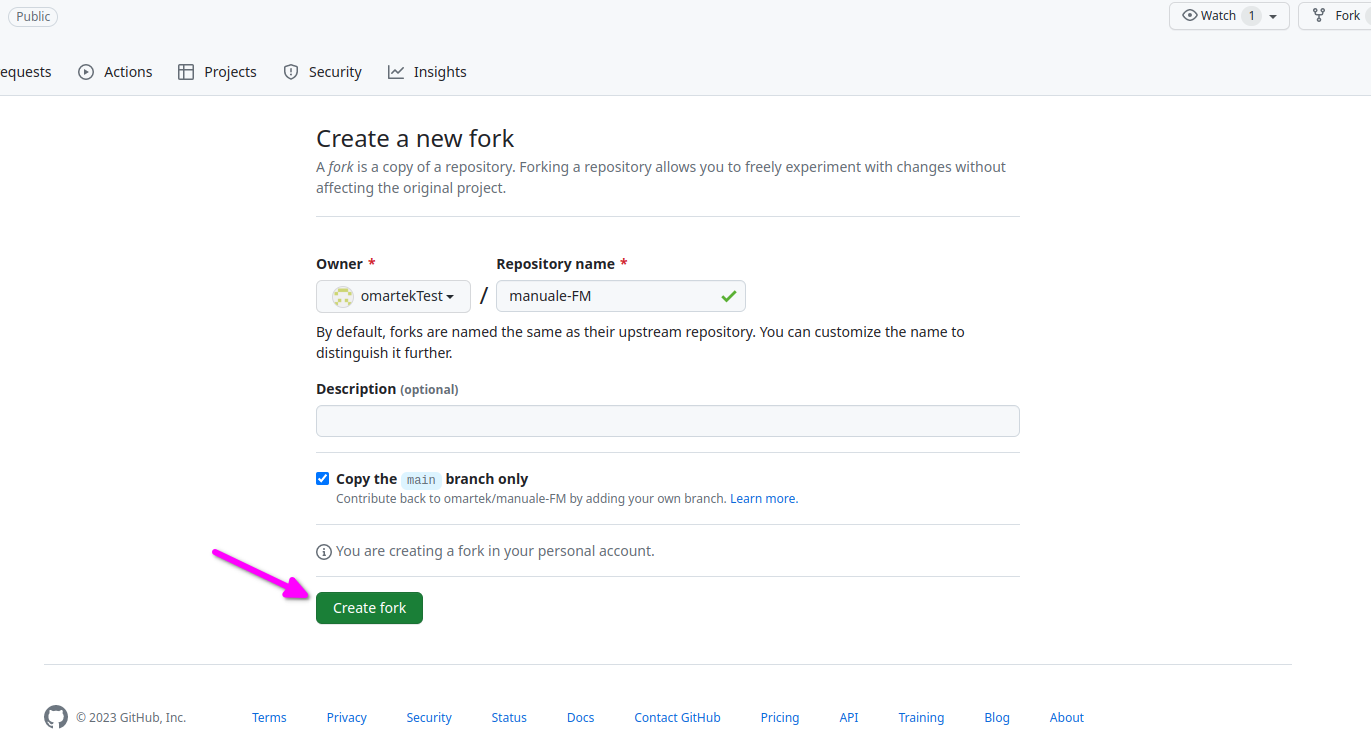 Public
Watch 1
Fork
equests
Actions
Projects
Security
Insights
Create a new fork
A fork is a copy of a repository. Forking a repository allows you to freely experiment with changes without
affecting the original project.
Owner *
Repository name *
omartekTest
/
manuale-FM
By default, forks are named the same as their upstream repository. You can customize the name to
distinguish it further.
Description (optional)
Copy the main branch only
Contribute back to omartek/manuale-FM by adding your own branch. Learn more.
You are creating a fork in your personal account.
Create fork
© 2023 GitHub, Inc.
Terms
Privacy
Security
Status
Docs
Contact GitHub
Pricing
API
Training
Blog
About